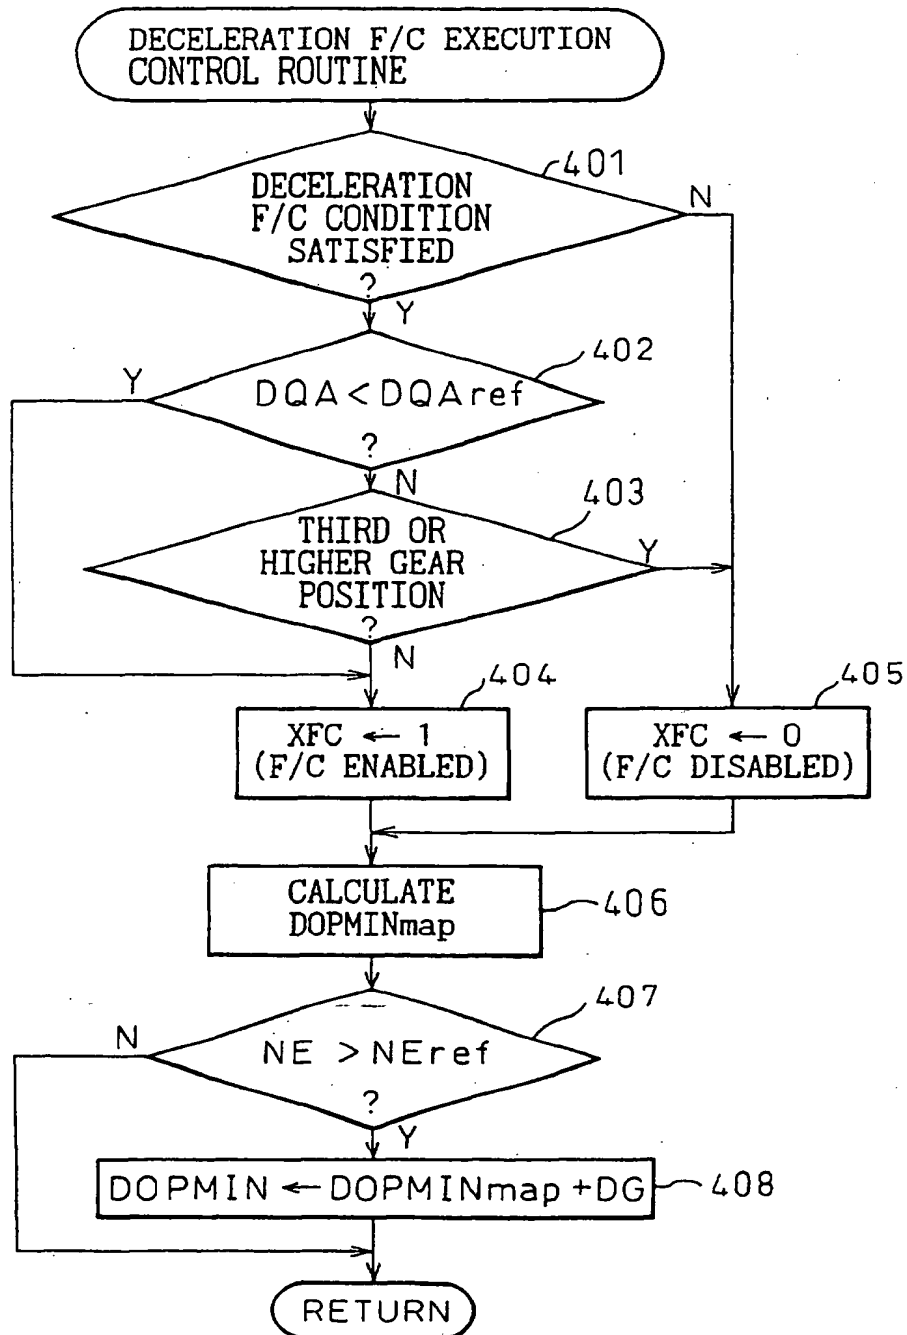 DECELERATION F/C EXECUTION
CONTROL ROUTINE
401
DECELERATION
F/C CONDITION
SATISFIED
?
N
Y
402
Y
DQA < DQAref
?
N
403
THIRD OR
HIGHER GEAR
POSITION
?
Y
N
404
XFC ← 1
(F/C ENABLED)
405
XFC ← 0
(F/C DISABLED)
CALCULATE
DOPMINmap
406
407
N
NE > NEref
?
Y
DOPMIN ← DOPMINmap + DG
408
RETURN